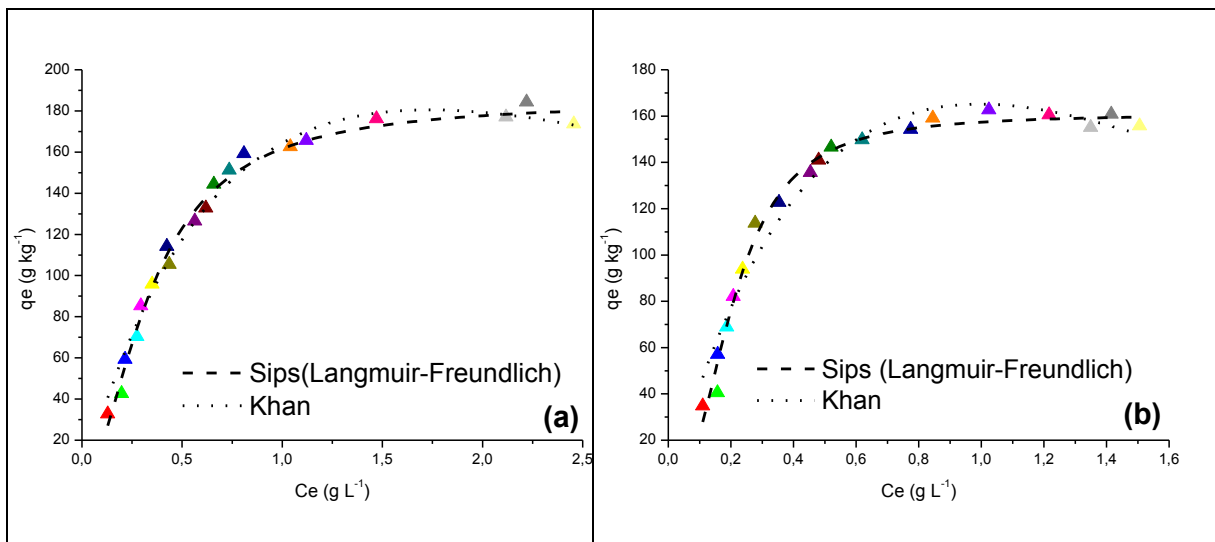 200
180
160
140
120
100
80
60
40
20
qe (g kg⁻¹)
Sips(Langmuir-Freundlich)
Khan
(a)
0,0 0,5 1,0 1,5 2,0 2,5
Ce (g L⁻¹)
180
160
140
120
100
80
60
40
20
qe (g kg⁻¹)
Sips (Langmuir-Freundlich)
Khan
(b)
0,0 0,2 0,4 0,6 0,8 1,0 1,2 1,4 1,6
Ce (g L⁻¹)